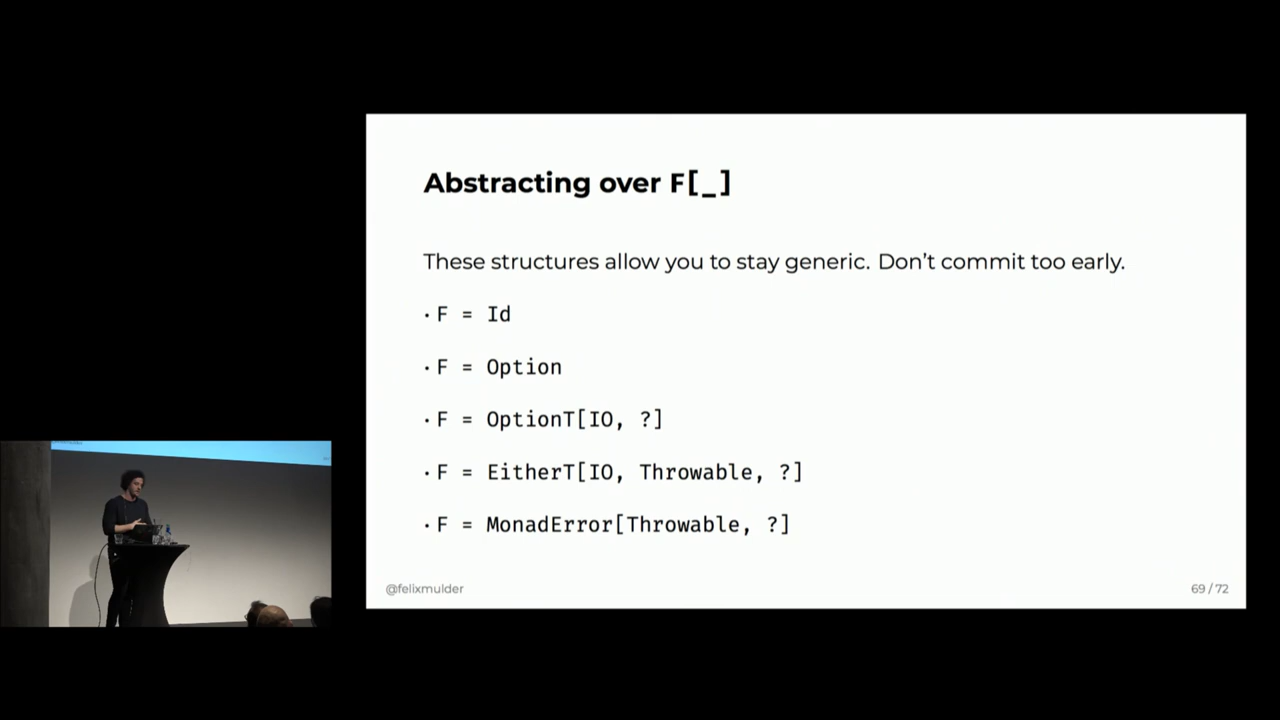 Abstracting over F[_]
These structures allow you to stay generic. Don't commit too early.
· F = Id
· F = Option
· F = OptionT[IO, ?]
· F = EitherT[IO, Throwable, ?]
· F = MonadError[Throwable, ?]
@felixmulder
69 / 72